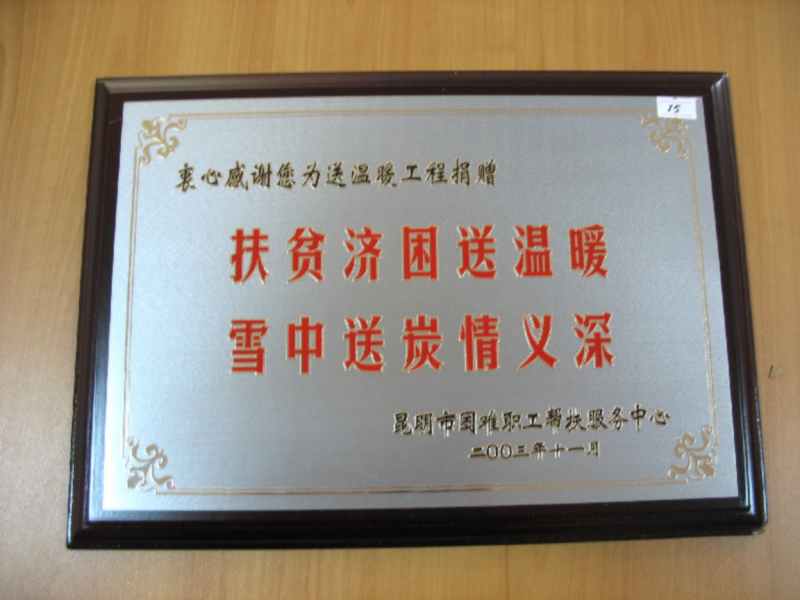 15
衷心感谢您为送温暖工程捐赠
扶贫济困送温暖
雪中送炭情义深
昆明市困难职工帮扶服务中心
二00三年十一月